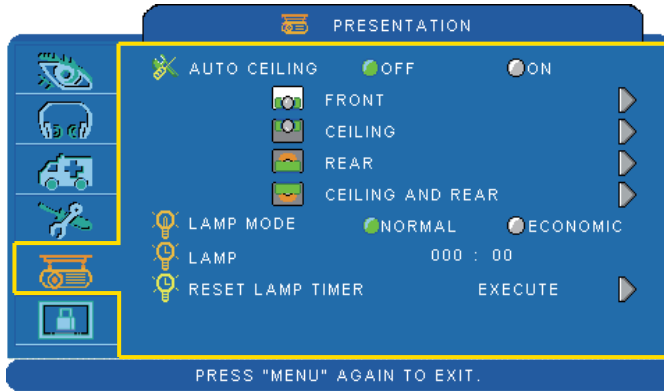 PRESENTATION
AUTO CEILING OFF ON
FRONT
CEILING
REAR
CEILING AND REAR
LAMP MODE NORMAL ECONOMIC
LAMP 000 : 00
RESET LAMP TIMER EXECUTE
PRESS "MENU" AGAIN TO EXIT.